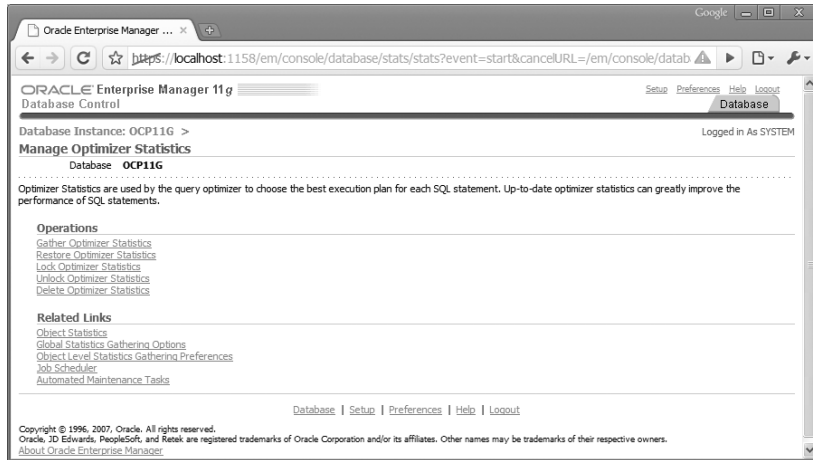 Google
Oracle Enterprise Manager ...
https://localhost:1158/em/console/database/stats/stats?event=start&cancelURL=/em/console/datab
ORACLE Enterprise Manager 11g
Database Control
Setup Preferences Help Logout
Database
Database Instance: OCP11G >
Logged in As SYSTEM
Manage Optimizer Statistics
Database OCP11G
Optimizer Statistics are used by the query optimizer to choose the best execution plan for each SQL statement. Up-to-date optimizer statistics can greatly improve the
performance of SQL statements.
Operations
Gather Optimizer Statistics
Restore Optimizer Statistics
Lock Optimizer Statistics
Unlock Optimizer Statistics
Delete Optimizer Statistics
Related Links
Object Statistics
Global Statistics Gathering Options
Object Level Statistics Gathering Preferences
Job Scheduler
Automated Maintenance Tasks
Database | Setup | Preferences | Help | Logout
Copyright © 1996, 2007, Oracle. All rights reserved.
Oracle, JD Edwards, PeopleSoft, and Retek are registered trademarks of Oracle Corporation and/or its affiliates. Other names may be trademarks of their respective owners.
About Oracle Enterprise Manager